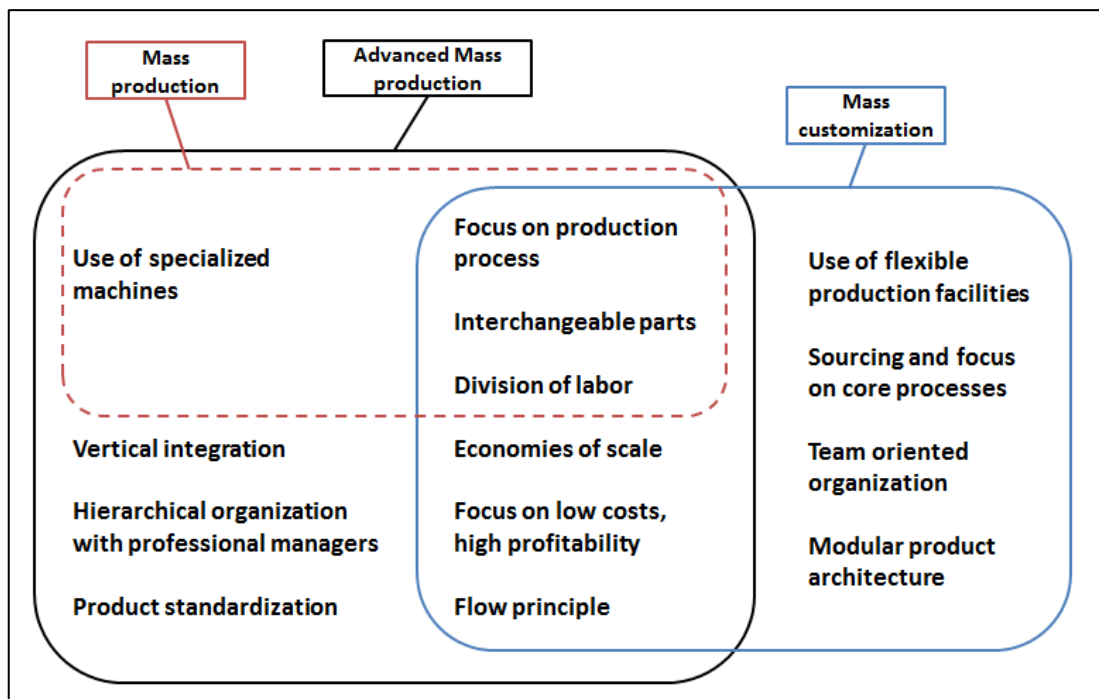 Mass
production
Advanced Mass
production
Mass
customization
Use of specialized
machines
Vertical integration
Hierarchical organization
with professional managers
Product standardization
Focus on production
process
Interchangeable parts
Division of labor
Economies of scale
Focus on low costs,
high profitability
Flow principle
Use of flexible
production facilities
Sourcing and focus
on core processes
Team oriented
organization
Modular product
architecture